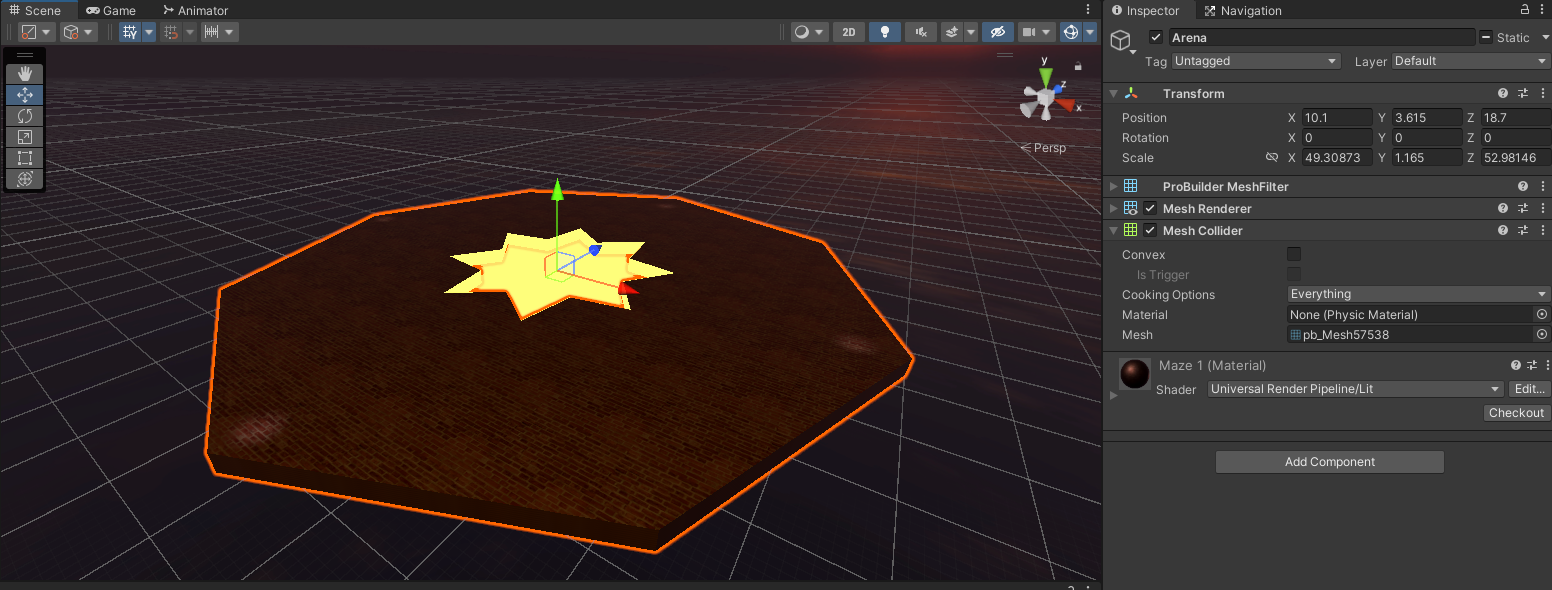 Scene Game Animator
2D
y
z
x
Persp
Inspector Navigation
Arena Static
Tag Untagged Layer Default
Transform
Position X 10.1 Y 3.615 Z 18.7
Rotation X 0 Y 0 Z 0
Scale X 49.30873 Y 1.165 Z 52.98146
ProBuilder MeshFilter
Mesh Renderer
Mesh Collider
Convex
Is Trigger
Cooking Options Everything
Material None (Physic Material)
Mesh pb_Mesh57538
Maze 1 (Material)
Shader Universal Render Pipeline/Lit Edit...
Checkout
Add Component